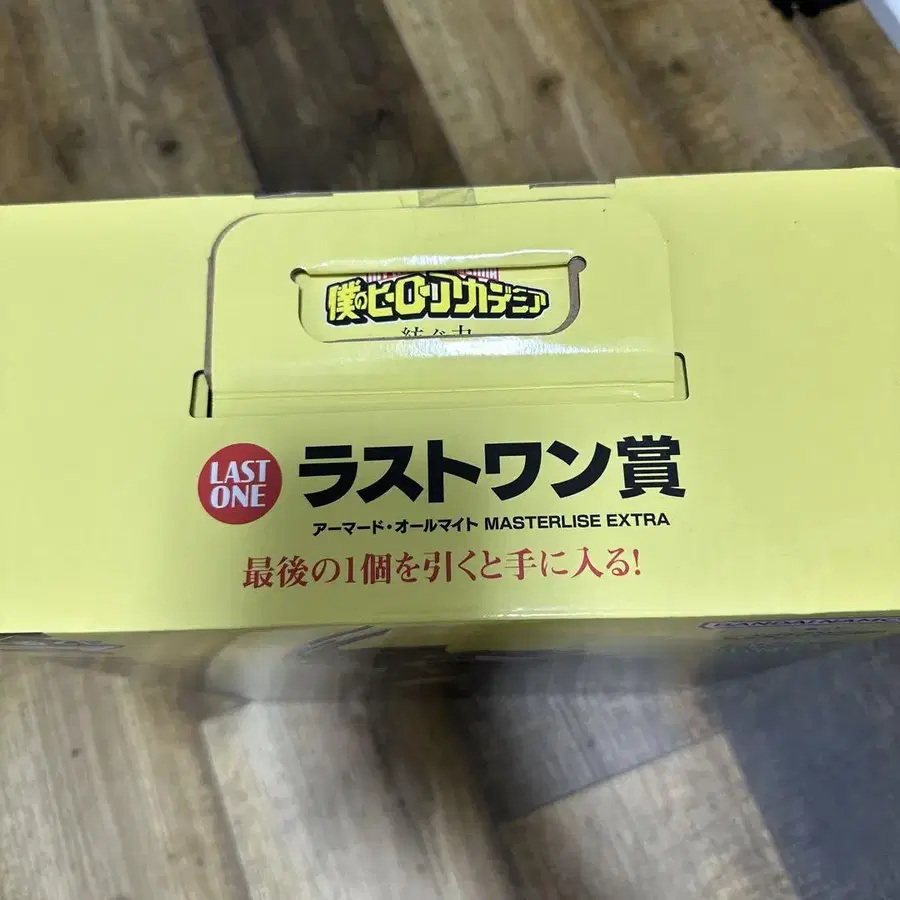 僕のヒーローアカデミア
LAST
ONE
ラストワン賞
アーマード・オールマイト MASTERLISE EXTRA
最後の1個を引くと手に入る!